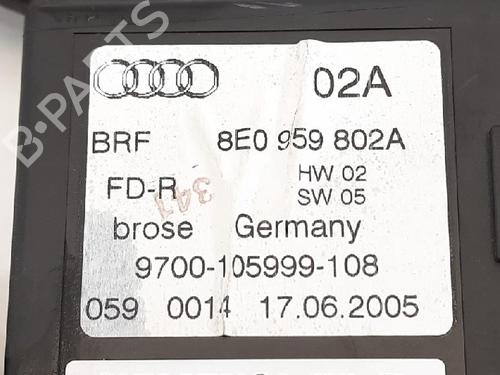 02A
BRF 8E0 959 802A
FD-R HW 02
341 SW 05
brose Germany
9700-105999-108
059 0014 17.06.2005
B-PARTS